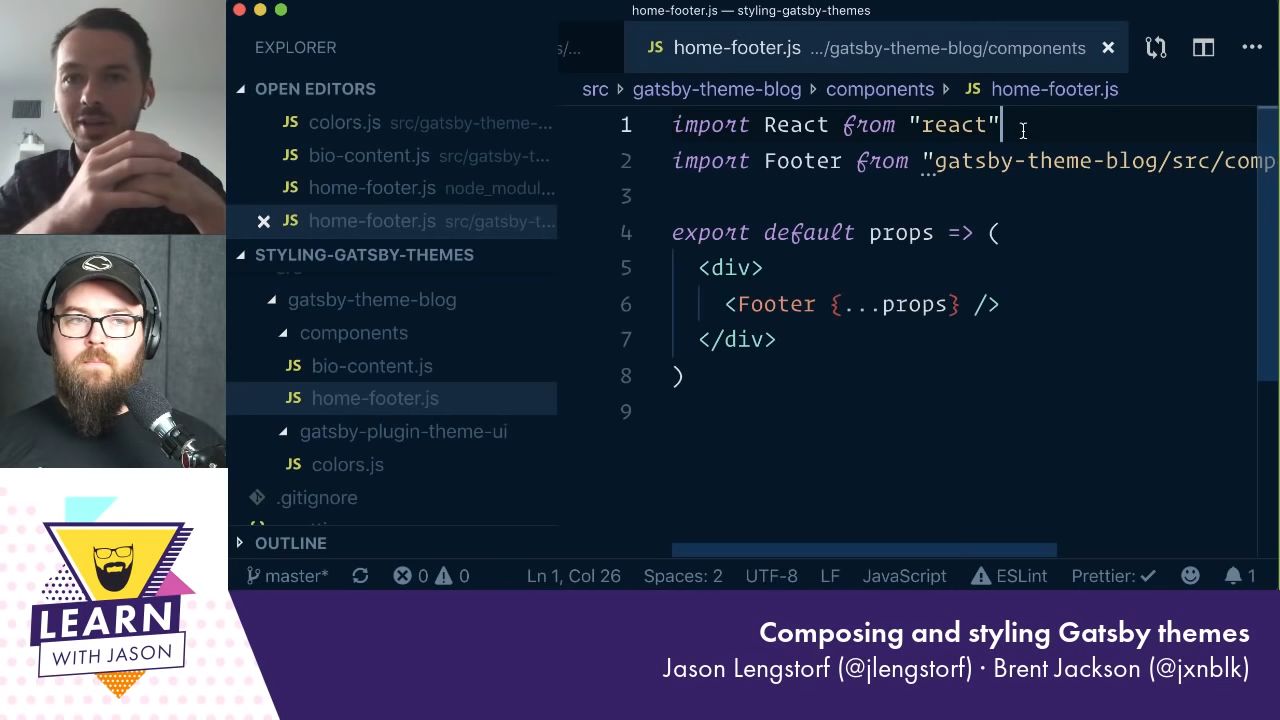 home-footer.js — styling-gatsby-themes
EXPLORER
OPEN EDITORS
JS colors.js src/gatsby-theme-...
JS bio-content.js src/gatsby-t...
JS home-footer.js node_modul...
JS home-footer.js src/gatsby-t...
STYLING-GATSBY-THEMES
gatsby-theme-blog
components
JS bio-content.js
JS home-footer.js
gatsby-plugin-theme-ui
JS colors.js
.gitignore
OUTLINE
s/...
JS home-footer.js .../gatsby-theme-blog/components
src gatsby-theme-blog components JS home-footer.js
1 import React from "react"
2 import Footer from "gatsby-theme-blog/src/comp
3
4 export default props => (
5 <div>
6 <Footer {...props} />
7 </div>
8 )
9
master* 0 0 Ln 1, Col 26 Spaces: 2 UTF-8 LF JavaScript ESLint Prettier: 1
LEARN
WITH JASON
Composing and styling Gatsby themes
Jason Lengstorf (@jlengstorf) · Brent Jackson (@jxnblk)